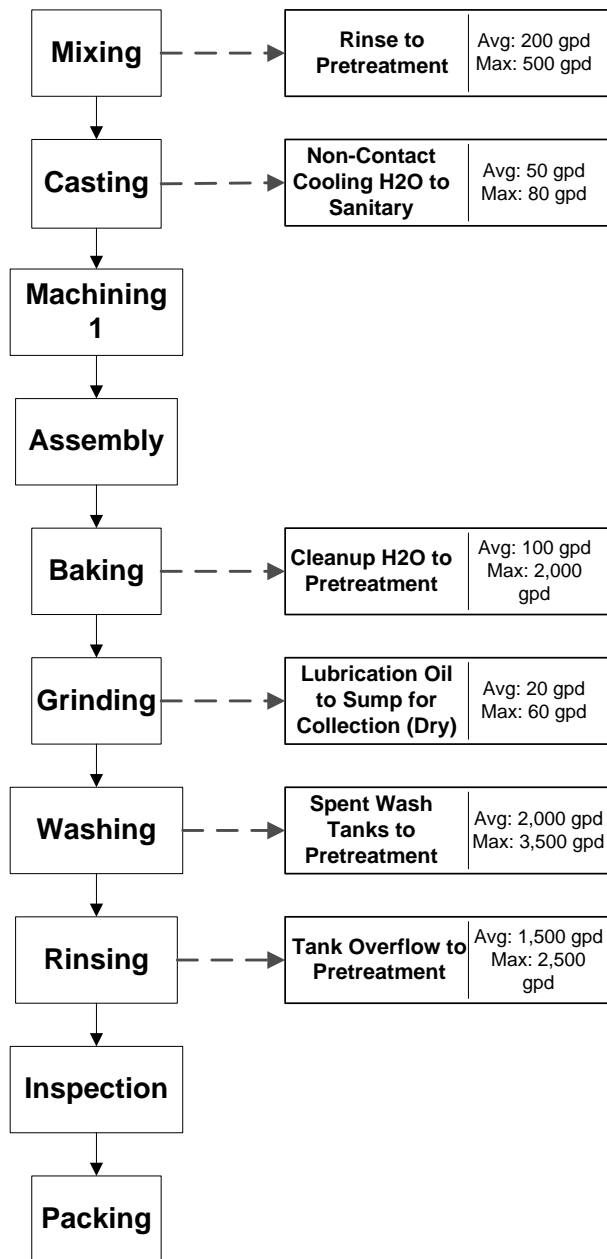 Mixing
Rinse to
Pretreatment
Avg: 200 gpd
Max: 500 gpd
Casting
Non-Contact
Cooling H2O to
Sanitary
Avg: 50 gpd
Max: 80 gpd
Machining
1
Assembly
Baking
Cleanup H2O to
Pretreatment
Avg: 100 gpd
Max: 2,000
gpd
Grinding
Lubrication Oil
to Sump for
Collection (Dry)
Avg: 20 gpd
Max: 60 gpd
Washing
Spent Wash
Tanks to
Pretreatment
Avg: 2,000 gpd
Max: 3,500 gpd
Rinsing
Tank Overflow to
Pretreatment
Avg: 1,500 gpd
Max: 2,500
gpd
Inspection
Packing